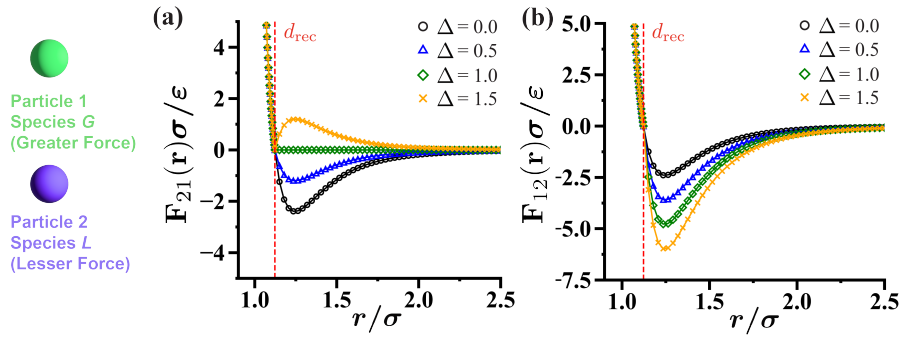 Particle 1
Species G
(Greater Force)
Particle 2
Species L
(Lesser Force)
(a)
d_rec
Δ = 0.0
Δ = 0.5
Δ = 1.0
Δ = 1.5
F₂₁(r)σ/ε
4
2
0
−2
−4
1.0
1.5
2.0
2.5
r/σ
(b)
d_rec
Δ = 0.0
Δ = 0.5
Δ = 1.0
Δ = 1.5
F₁₂(r)σ/ε
5.0
2.5
0.0
-2.5
-5.0
-7.5
1.0
1.5
2.0
2.5
r/σ